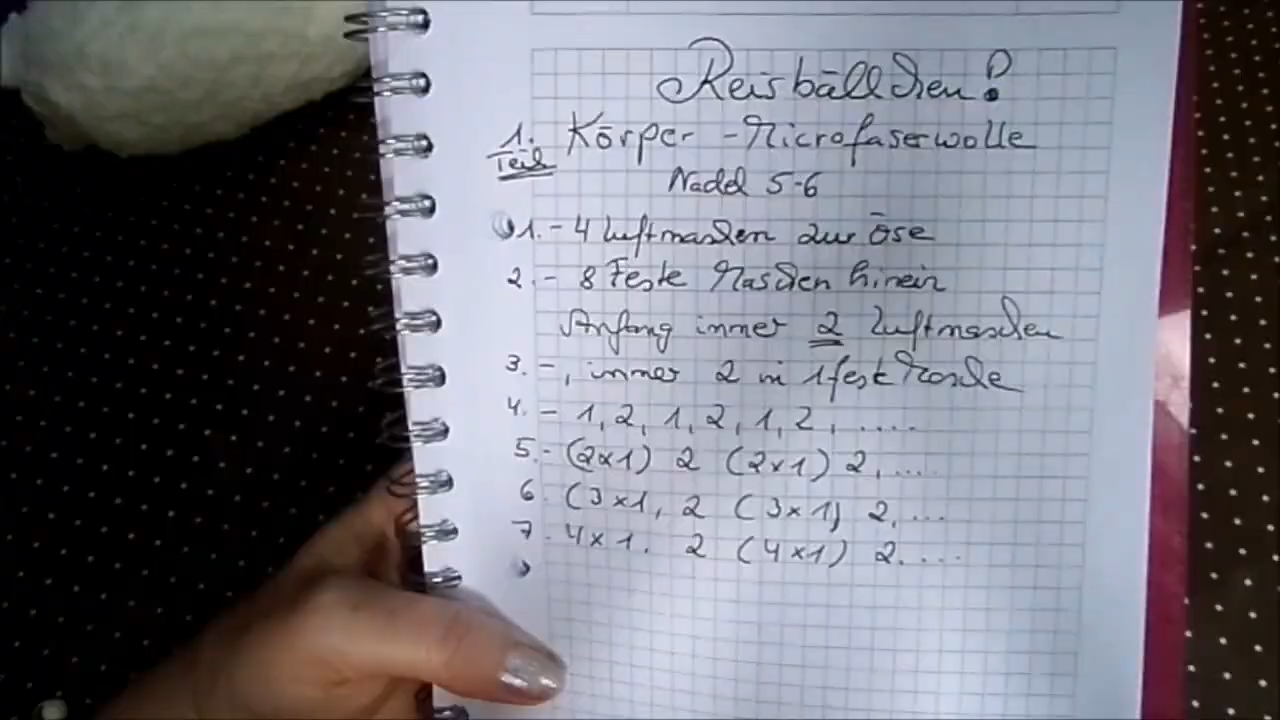 Reisbällchen!
1. Teil Körper - Microfaserwolle
Nadel 5-6
1. - 4 Luftmaschen zur Öse
2. - 8 Feste Maschen hinein
Anfang immer 2 Luftmaschen
3. -, immer 2 in 1 feste Masche
4. - 1, 2, 1, 2, 1, 2, ....
5. - (2x1) 2 (2x1) 2, ....
6. (3x1, 2 (3x1) 2, ...
7. 4x1. 2 (4x1) 2. ....